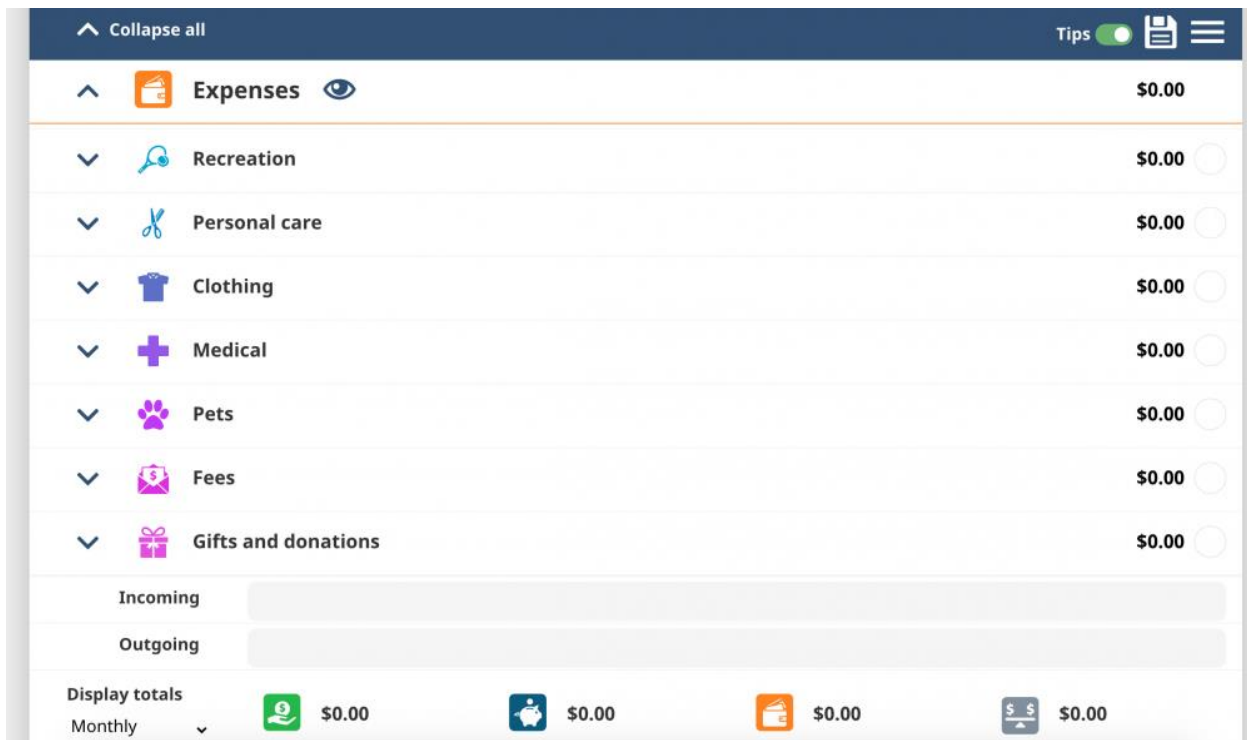 Collapse all Tips
Expenses $0.00
Recreation $0.00
Personal care $0.00
Clothing $0.00
Medical $0.00
Pets $0.00
Fees $0.00
Gifts and donations $0.00
Incoming
Outgoing
Display totals
Monthly $0.00 $0.00 $0.00 $0.00